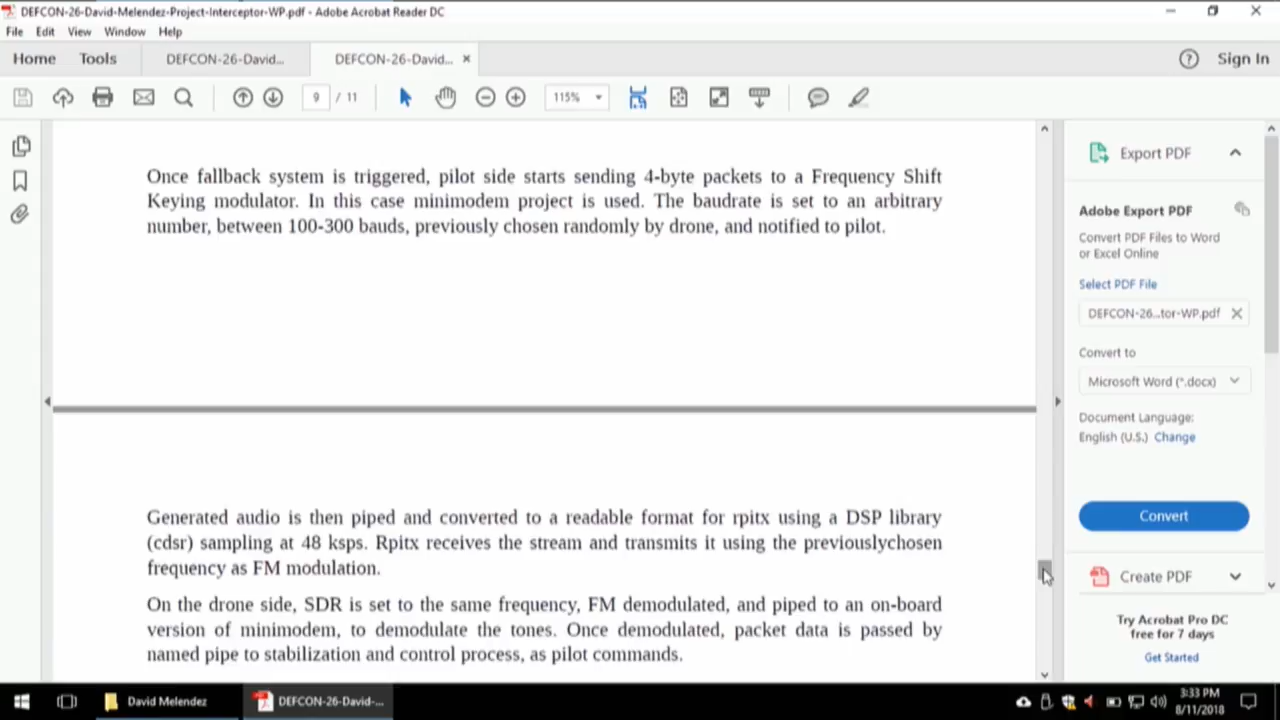 DEFCON-26-David-Melendez-Project-Interceptor-WP.pdf - Adobe Acrobat Reader DC
File Edit View Window Help
Home Tools DEFCON-26-David... DEFCON-26-David... Sign In
9 / 11 115%
Once fallback system is triggered, pilot side starts sending 4-byte packets to a Frequency Shift
Keying modulator. In this case minimodem project is used. The baudrate is set to an arbitrary
number, between 100-300 bauds, previously chosen randomly by drone, and notified to pilot.
Generated audio is then piped and converted to a readable format for rpitx using a DSP library
(cdsr) sampling at 48 ksps. Rpitx receives the stream and transmits it using the previouslychosen
frequency as FM modulation.
On the drone side, SDR is set to the same frequency, FM demodulated, and piped to an on-board
version of minimodem, to demodulate the tones. Once demodulated, packet data is passed by
named pipe to stabilization and control process, as pilot commands.
Export PDF
Adobe Export PDF
Convert PDF Files to Word
or Excel Online
Select PDF File
DEFCON-26...tor-WP.pdf
Convert to
Microsoft Word (*.docx)
Document Language:
English (U.S.) Change
Convert
Create PDF
Try Acrobat Pro DC
free for 7 days
Get Started
David Melendez
DEFCON-26-David-...
3:33 PM
8/11/2018